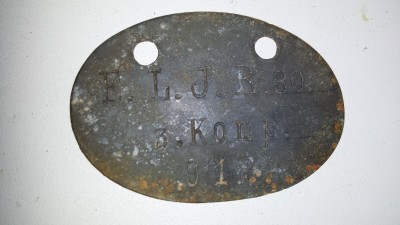 E. L. J. R. 80.
3. Komp.
91